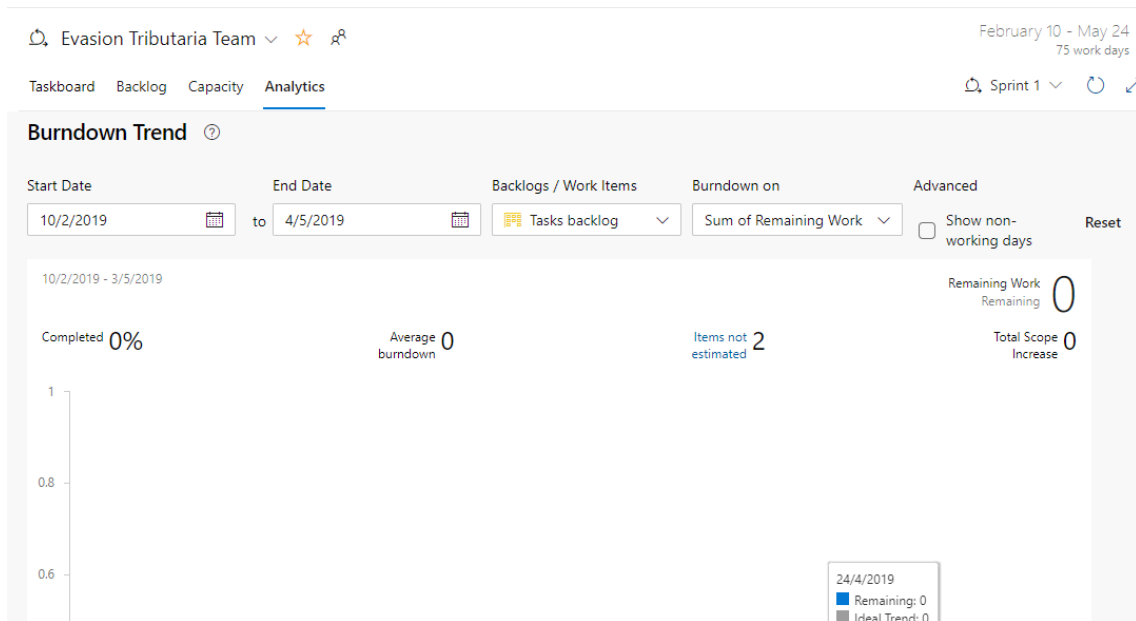 Evasion Tributaria Team
February 10 - May 24
75 work days
Taskboard Backlog Capacity Analytics
Sprint 1
Burndown Trend
Start Date End Date Backlogs / Work Items Burndown on Advanced
10/2/2019 to 4/5/2019 Tasks backlog Sum of Remaining Work Show non-working days Reset
10/2/2019 - 3/5/2019
Remaining Work
Remaining 0
Completed 0%
Average burndown 0
Items not estimated 2
Total Scope Increase 0
1
0.8
0.6
24/4/2019
Remaining: 0
Ideal Trend: 0